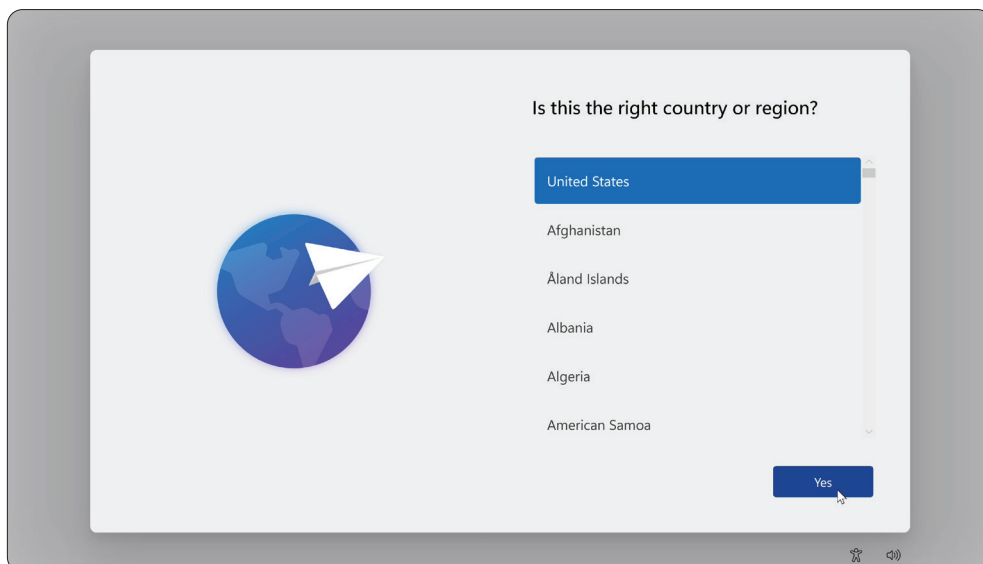 Is this the right country or region?
United States
Afghanistan
Åland Islands
Albania
Algeria
American Samoa
Yes